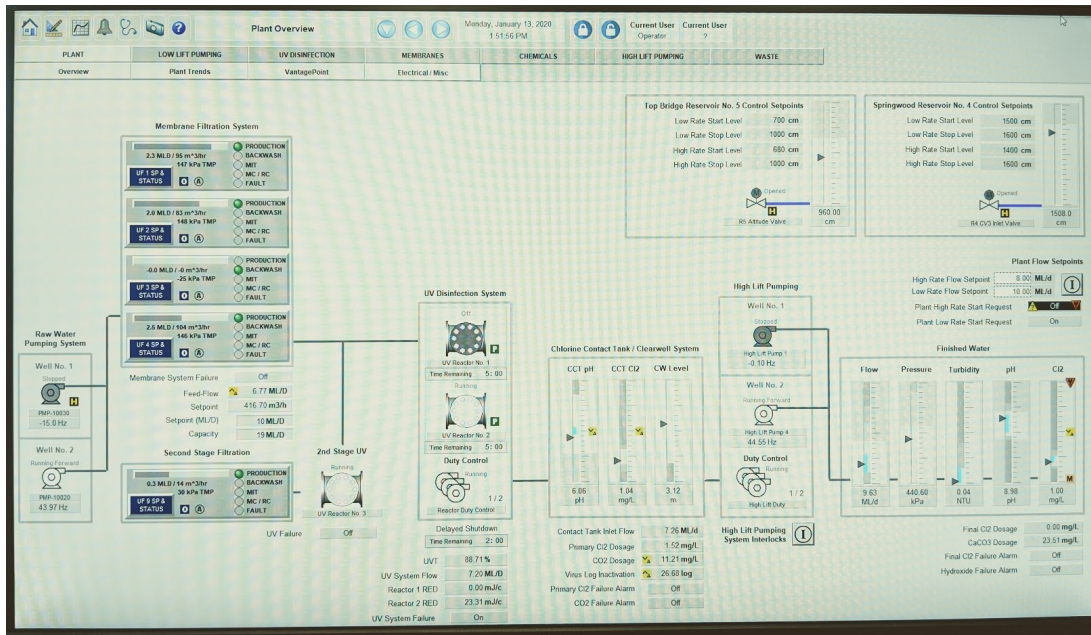 Plant Overview
Monday, January 13, 2020
1:51:56 PM
Current User Current User
Operator ?
PLANT LOW LIFT PUMPING UV DISINFECTION MEMBRANES CHEMICALS HIGH LIFT PUMPING WASTE
Overview Plant Trends VantagePoint Electrical / Misc
Top Bridge Reservoir No. 5 Control Setpoints
Low Rate Start Level 700 cm
Low Rate Stop Level 1000 cm
High Rate Start Level 680 cm
High Rate Stop Level 1000 cm
M Opened
H
R5 Altitude Valve
960.00
cm
Springwood Reservoir No. 4 Control Setpoints
Low Rate Start Level 1500 cm
Low Rate Stop Level 1600 cm
High Rate Start Level 1400 cm
High Rate Stop Level 1600 cm
M Opened
H
R4 CV3 Inlet Valve
1508.0
cm
Membrane Filtration System
2.3 MLD / 95 m^3/hr
147 kPa TMP
UF 1 SP &
STATUS
O A
PRODUCTION
BACKWASH
MIT
MC / RC
FAULT
2.0 MLD / 83 m^3/hr
148 kPa TMP
UF 2 SP &
STATUS
O A
PRODUCTION
BACKWASH
MIT
MC / RC
FAULT
-0.0 MLD / -0 m^3/hr
-25 kPa TMP
UF 3 SP &
STATUS
O A
PRODUCTION
BACKWASH
MIT
MC / RC
FAULT
2.5 MLD / 104 m^3/hr
146 kPa TMP
UF 4 SP &
STATUS
O A
PRODUCTION
BACKWASH
MIT
MC / RC
FAULT
Membrane System Failure Off
Feed-Flow 6.77 ML/D
Setpoint 416.70 m3/h
Setpoint (ML/D) 10 ML/D
Capacity 19 ML/D
Raw Water
Pumping System
Well No. 1
Stopped
H
PMP-10030
-15.0 Hz
Well No. 2
Running Forward
PMP-10020
43.97 Hz
Second Stage Filtration
0.3 MLD / 14 m^3/hr
30 kPa TMP
UF 9 SP &
STATUS
O A
PRODUCTION
BACKWASH
MIT
MC / RC
FAULT
2nd Stage UV
Running
UV Reactor No. 3
UV Failure Off
UV Disinfection System
Off
P
UV Reactor No. 1
Time Remaining 5: 00
Running
P
UV Reactor No. 2
Time Remaining 5: 00
Duty Control
Running
1 / 2
Reactor Duty Control
Delayed Shutdown
Time Remaining 2: 00
UVT 88.71 %
UV System Flow 7.20 ML/D
Reactor 1 RED 0.00 mJ/c
Reactor 2 RED 23.31 mJ/c
UV System Failure On
Chlorine Contact Tank / Clearwell System
CCT pH CCT Cl2 CW Level
6.06 1.04 3.12
pH mg/L m
Contact Tank Inlet Flow 7.26 ML/d
Primary Cl2 Dosage 1.52 mg/L
CO2 Dosage 11.21 mg/L
Virus Log Inactivation 26.68 log
Primary Cl2 Failure Alarm Off
CO2 Failure Alarm Off
High Lift Pumping
Well No. 1
Stopped
High Lift Pump 1
-0.10 Hz
Well No. 2
Running Forward
High Lift Pump 4
44.55 Hz
Duty Control
Running
1 / 2
High Lift Duty
High Lift Pumping
System Interlocks
I
Plant Flow Setpoints
High Rate Flow Setpoint 8.00 ML/d
Low Rate Flow Setpoint 10.00 ML/d
I
Plant High Rate Start Request Off
Plant Low Rate Start Request On
Finished Water
Flow Pressure Turbidity pH Cl2
M
9.63 440.60 0.04 8.98 1.00
ML/d kPa NTU pH mg/L
Final Cl2 Dosage 0.00 mg/L
CaCO3 Dosage 23.51 mg/L
Final Cl2 Failure Alarm Off
Hydroxide Failure Alarm Off